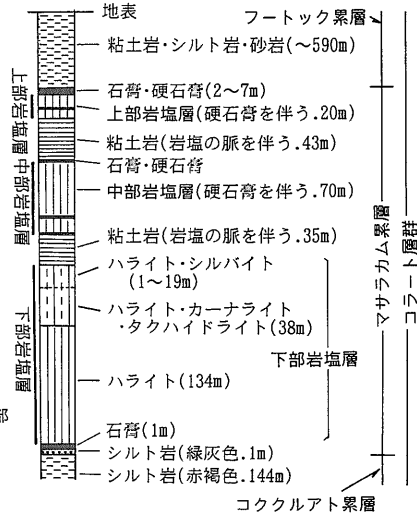 地表
フートック累層
粘土岩・シルト岩・砂岩(〜590m)
石膏・硬石膏(2〜7m)
上部岩塩層(硬石膏を伴う.20m)
粘土岩(岩塩の脈を伴う.43m)
石膏・硬石膏
中部岩塩層(硬石膏を伴う.70m)
粘土岩(岩塩の脈を伴う.35m)
ハライト・シルバイト
(1〜19m)
ハライト・カーナライト
・タクハイドライト(38m)
下部岩塩層
ハライト(134m)
石膏(1m)
シルト岩(緑灰色.1m)
シルト岩(赤褐色.144m)
コククルアト累層
上部岩塩層
中部岩塩層
下部岩塩層
マサラカム累層
コラート層群
部